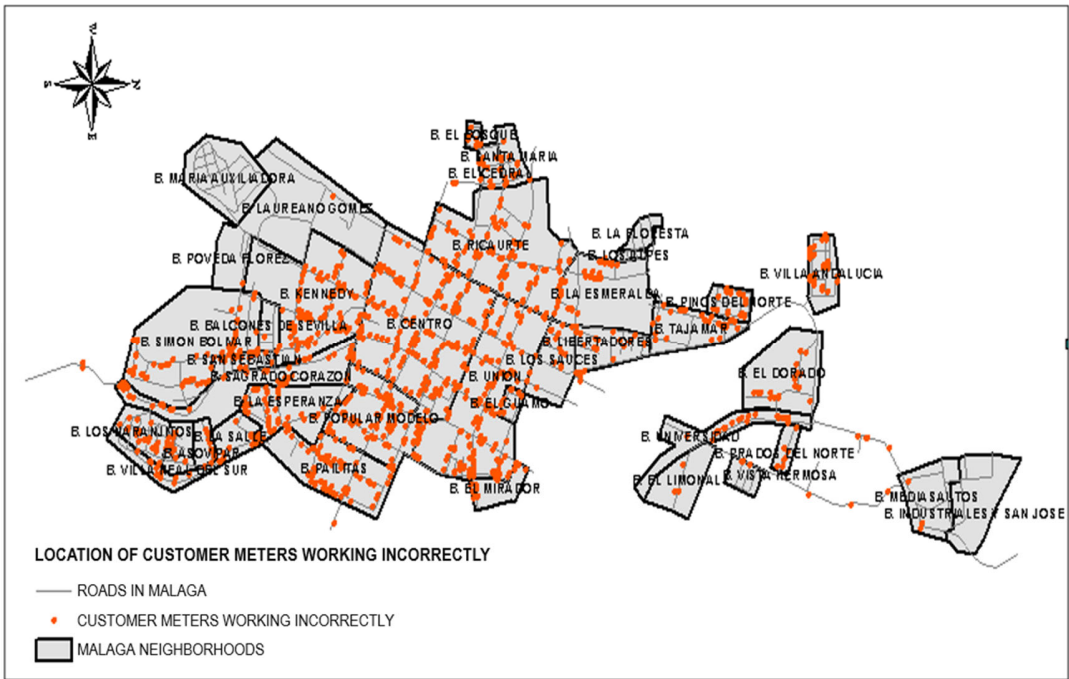 W
S
N
E
B. EL BOSQUE
B. SANTA MARIA
B. EL CEDRAL
B. MARIA AUXILIADORA
B. LAUREANO GOMEZ
B. LA FLORESTA
B. RICAURTE
B. LOS LUPES
B. POVEDA FLOREZ
B. VILLA ANDALUCIA
B. KENNEDY
B. LA ESMERALDA
B. PINOS DEL NORTE
B. BALCONES DE SEVILLA
B. CENTRO
B. TAJAMAR
B. SIMON BOLIVAR
B. LIBERTADORES
B. SAN SEBASTIAN
B. LOS SAUCES
B. SAGRADO CORAZON
B. UNION
B. EL DORADO
B. LA ESPERANZA
B. EL GUAMO
B. POPULAR MODELO
B. LOS NARANJITOS
B. LA SALLE
B. UNIVERSIDAD
B. ASOVIPAR
B. PRADOS DEL NORTE
B. VILLA REAL DEL SUR
B. PAILITAS
B. VISTA HERMOSA
B. EL LIMONAL
B. EL MIRADOR
B. MEDIASAUTOS
B. INDUSTRIALES Y SAN JOSE
LOCATION OF CUSTOMER METERS WORKING INCORRECTLY
ROADS IN MALAGA
CUSTOMER METERS WORKING INCORRECTLY
MALAGA NEIGHBORHOODS